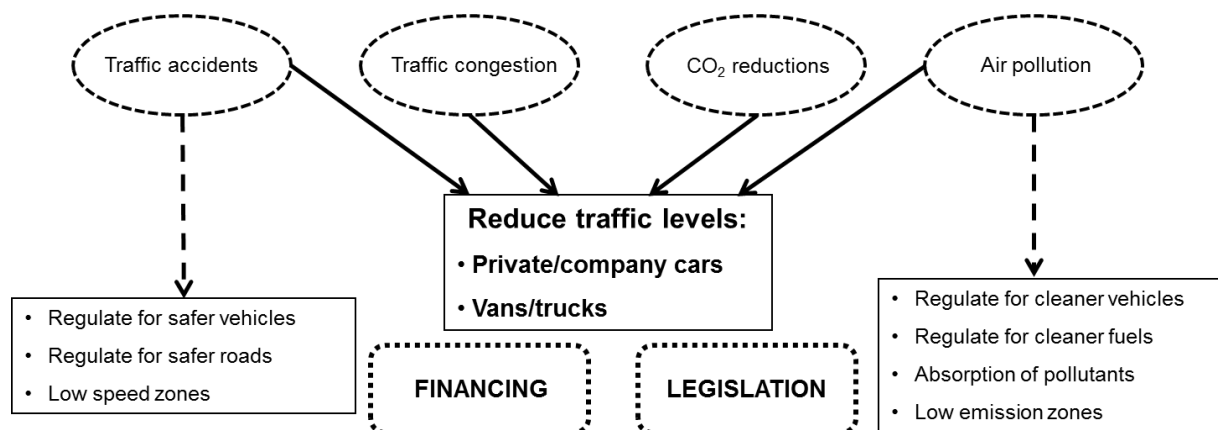 Traffic accidents
Traffic congestion
CO₂ reductions
Air pollution
Reduce traffic levels:
• Private/company cars
• Vans/trucks
• Regulate for safer vehicles
• Regulate for safer roads
• Low speed zones
FINANCING
LEGISLATION
• Regulate for cleaner vehicles
• Regulate for cleaner fuels
• Absorption of pollutants
• Low emission zones